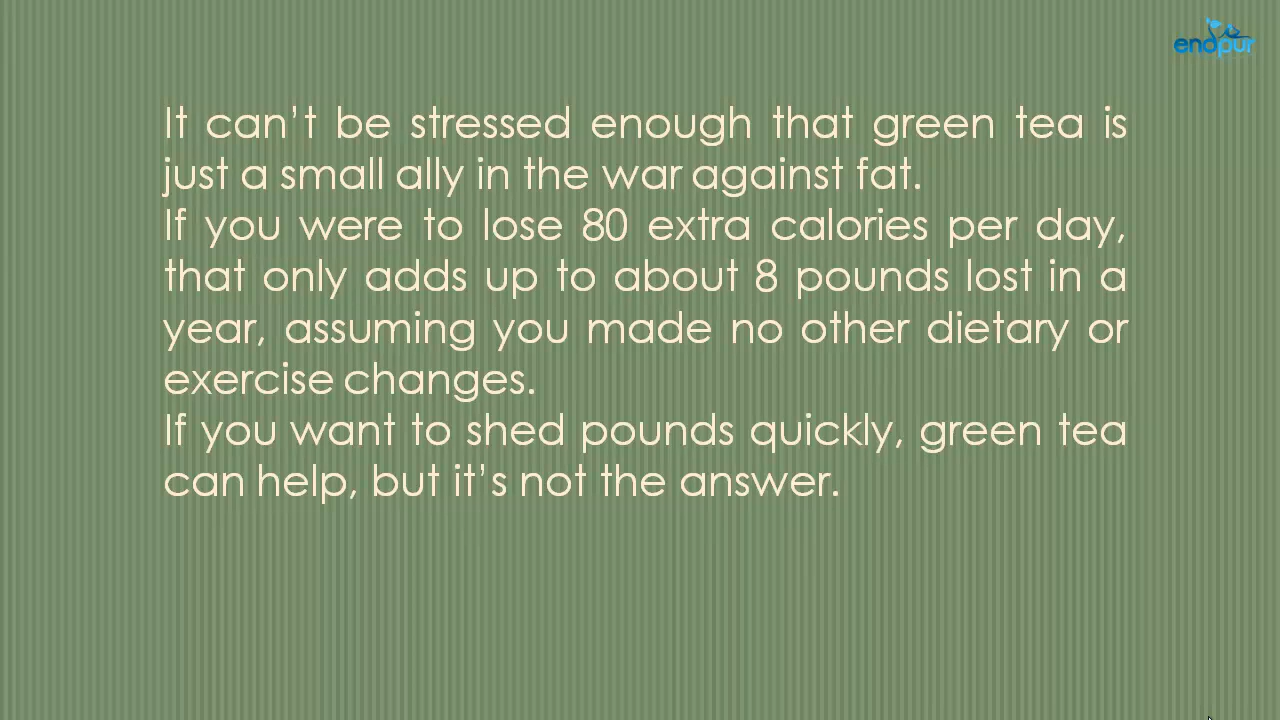 endpur
It can’t be stressed enough that green tea is
just a small ally in the war against fat.
If you were to lose 80 extra calories per day,
that only adds up to about 8 pounds lost in a
year, assuming you made no other dietary or
exercise changes.
If you want to shed pounds quickly, green tea
can help, but it’s not the answer.